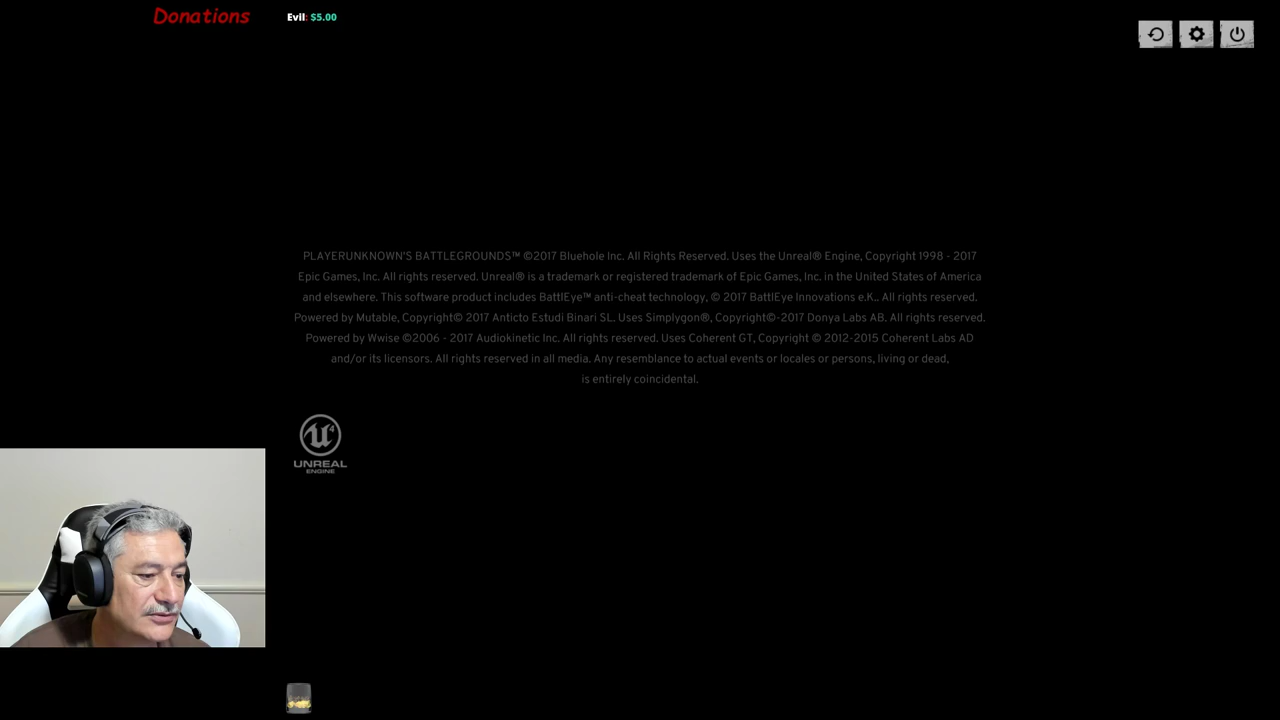 Donations
Evil: $5.00
PLAYERUNKNOWN'S BATTLEGROUNDS™ ©2017 Bluehole Inc. All Rights Reserved. Uses the Unreal® Engine, Copyright 1998 - 2017
Epic Games, Inc. All rights reserved. Unreal® is a trademark or registered trademark of Epic Games, Inc. in the United States of America
and elsewhere. This software product includes BattlEye™ anti-cheat technology, © 2017 BattlEye Innovations e.K.. All rights reserved.
Powered by Mutable, Copyright© 2017 Anticto Estudi Binari SL. Uses Simplygon®, Copyright©-2017 Donya Labs AB. All rights reserved.
Powered by Wwise ©2006 - 2017 Audiokinetic Inc. All rights reserved. Uses Coherent GT, Copyright © 2012-2015 Coherent Labs AD
and/or its licensors. All rights reserved in all media. Any resemblance to actual events or locales or persons, living or dead,
is entirely coincidental.
4
UNREAL
ENGINE